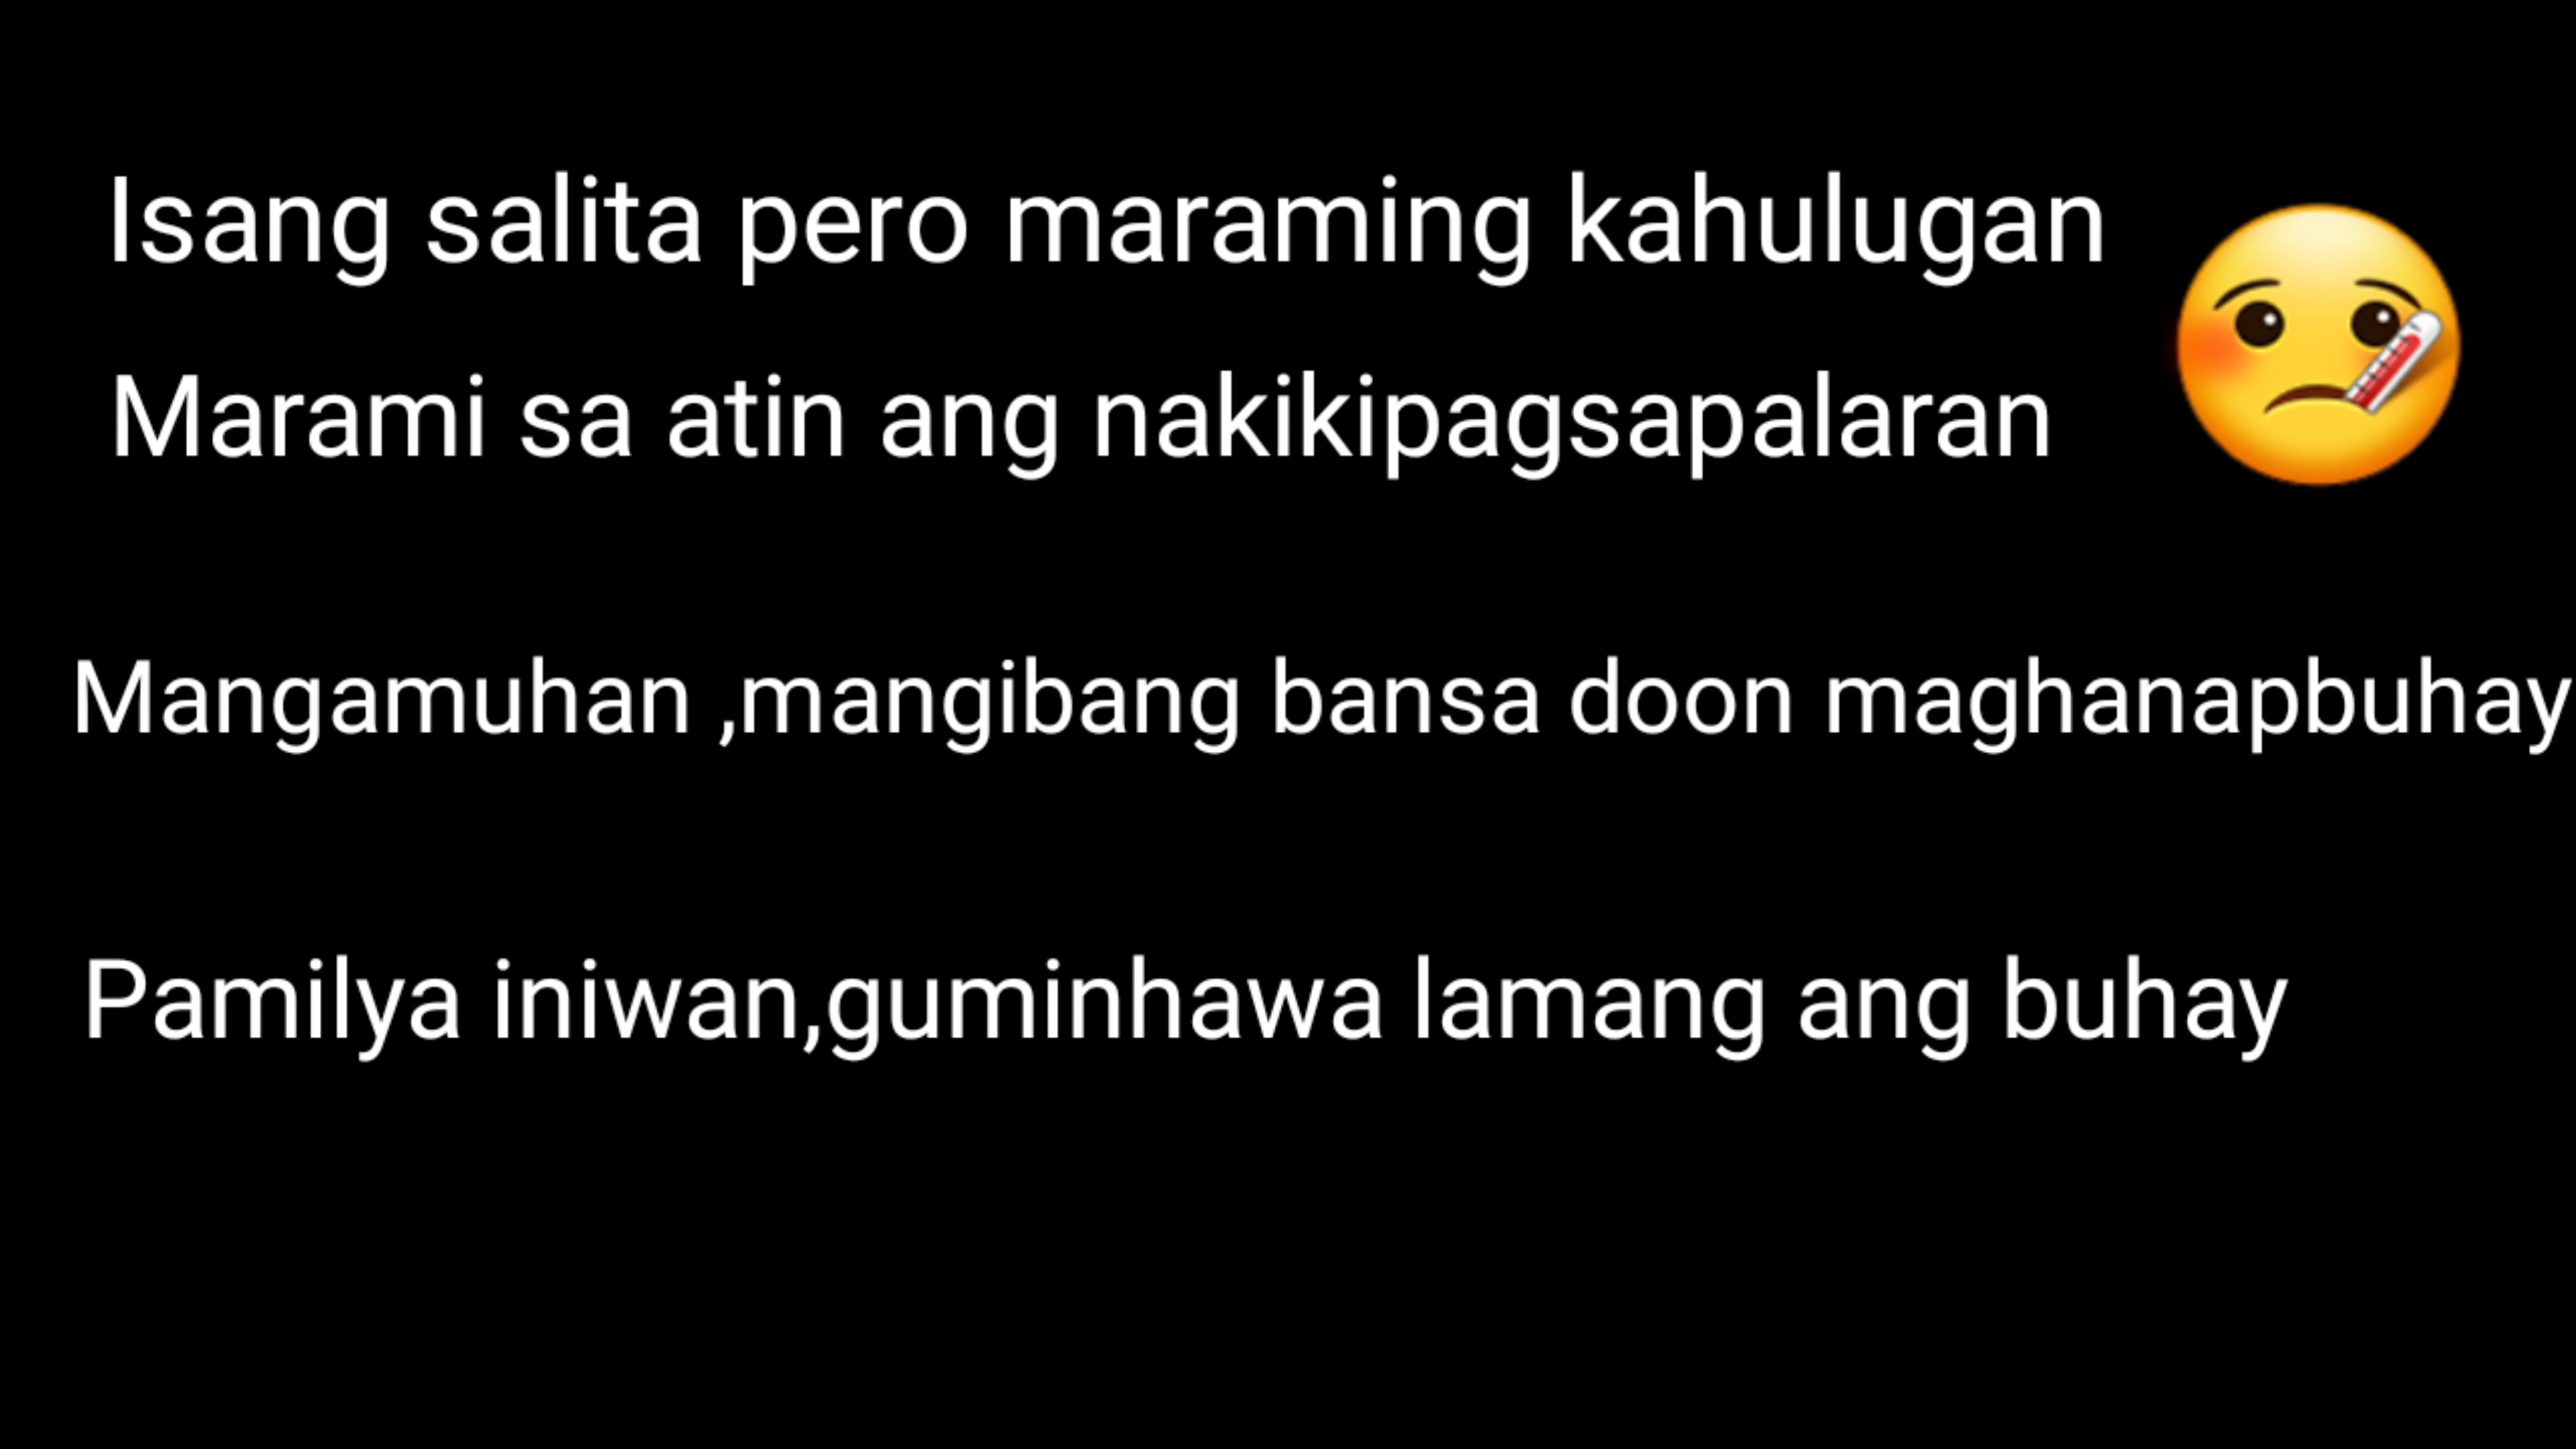 Isang salita pero maraming kahulugan
Marami sa atin ang nakikipagsapalaran
Mangamuhan ,mangibang bansa doon maghanapbuhay
Pamilya iniwan,guminhawa lamang ang buhay